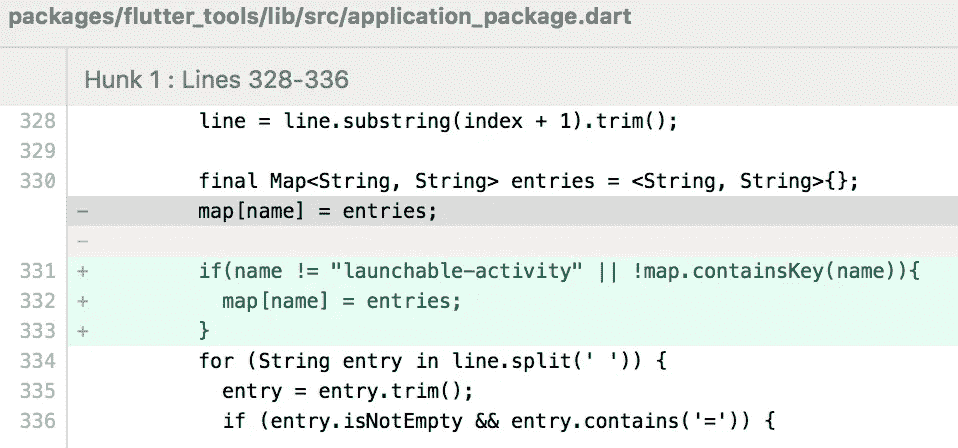 packages/flutter_tools/lib/src/application_package.dart
Hunk 1 : Lines 328-336
328 line = line.substring(index + 1).trim();
329
330 final Map<String, String> entries = <String, String>{};
- map[name] = entries;
-
331 + if(name != "launchable-activity" || !map.containsKey(name)){
332 + map[name] = entries;
333 + }
334 for (String entry in line.split(' ')) {
335 entry = entry.trim();
336 if (entry.isNotEmpty && entry.contains('=')) {